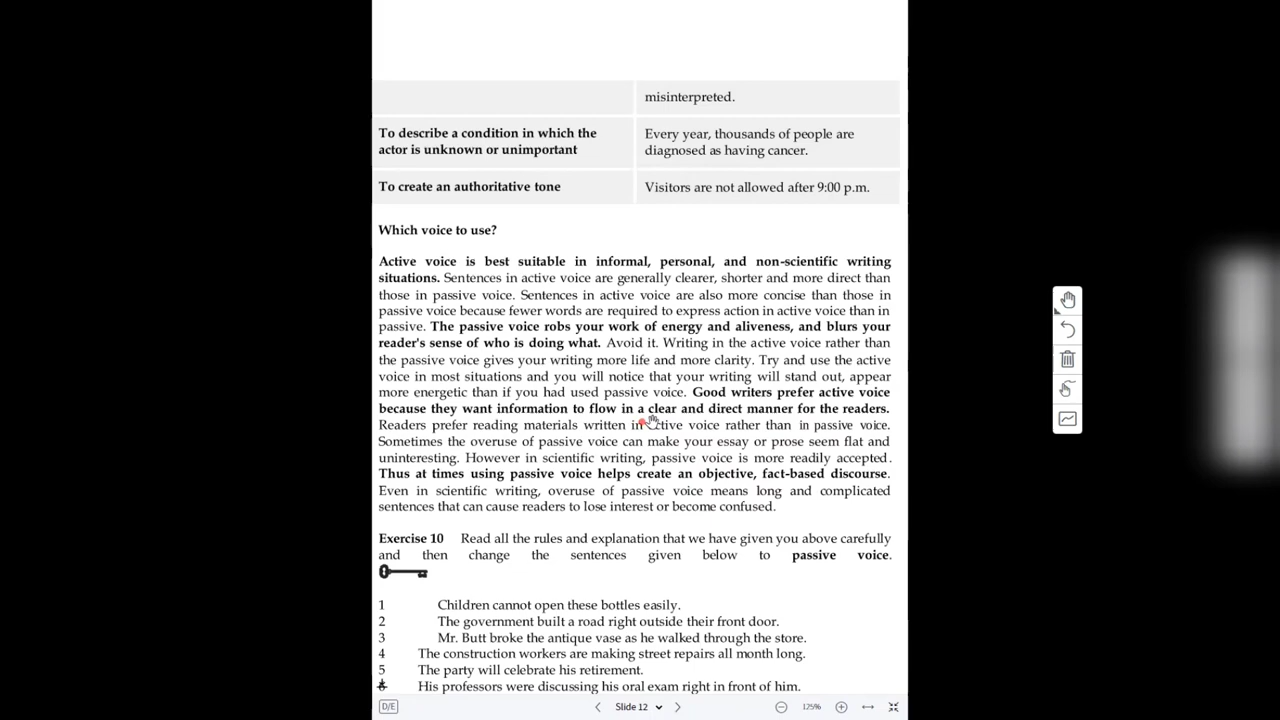 misinterpreted.
To describe a condition in which the
actor is unknown or unimportant
Every year, thousands of people are
diagnosed as having cancer.
To create an authoritative tone
Visitors are not allowed after 9:00 p.m.
Which voice to use?
Active voice is best suitable in informal, personal, and non-scientific writing
situations. Sentences in active voice are generally clearer, shorter and more direct than
those in passive voice. Sentences in active voice are also more concise than those in
passive voice because fewer words are required to express action in active voice than in
passive. The passive voice robs your work of energy and aliveness, and blurs your
reader's sense of who is doing what. Avoid it. Writing in the active voice rather than
the passive voice gives your writing more life and more clarity. Try and use the active
voice in most situations and you will notice that your writing will stand out, appear
more energetic than if you had used passive voice. Good writers prefer active voice
because they want information to flow in a clear and direct manner for the readers.
Readers prefer reading materials written in active voice rather than in passive voice.
Sometimes the overuse of passive voice can make your essay or prose seem flat and
uninteresting. However in scientific writing, passive voice is more readily accepted.
Thus at times using passive voice helps create an objective, fact-based discourse.
Even in scientific writing, overuse of passive voice means long and complicated
sentences that can cause readers to lose interest or become confused.
Exercise 10 Read all the rules and explanation that we have given you above carefully
and then change the sentences given below to passive voice.
1 Children cannot open these bottles easily.
2 The government built a road right outside their front door.
3 Mr. Butt broke the antique vase as he walked through the store.
4 The construction workers are making street repairs all month long.
5 The party will celebrate his retirement.
6 His professors were discussing his oral exam right in front of him.
D/E
Slide 12
125%